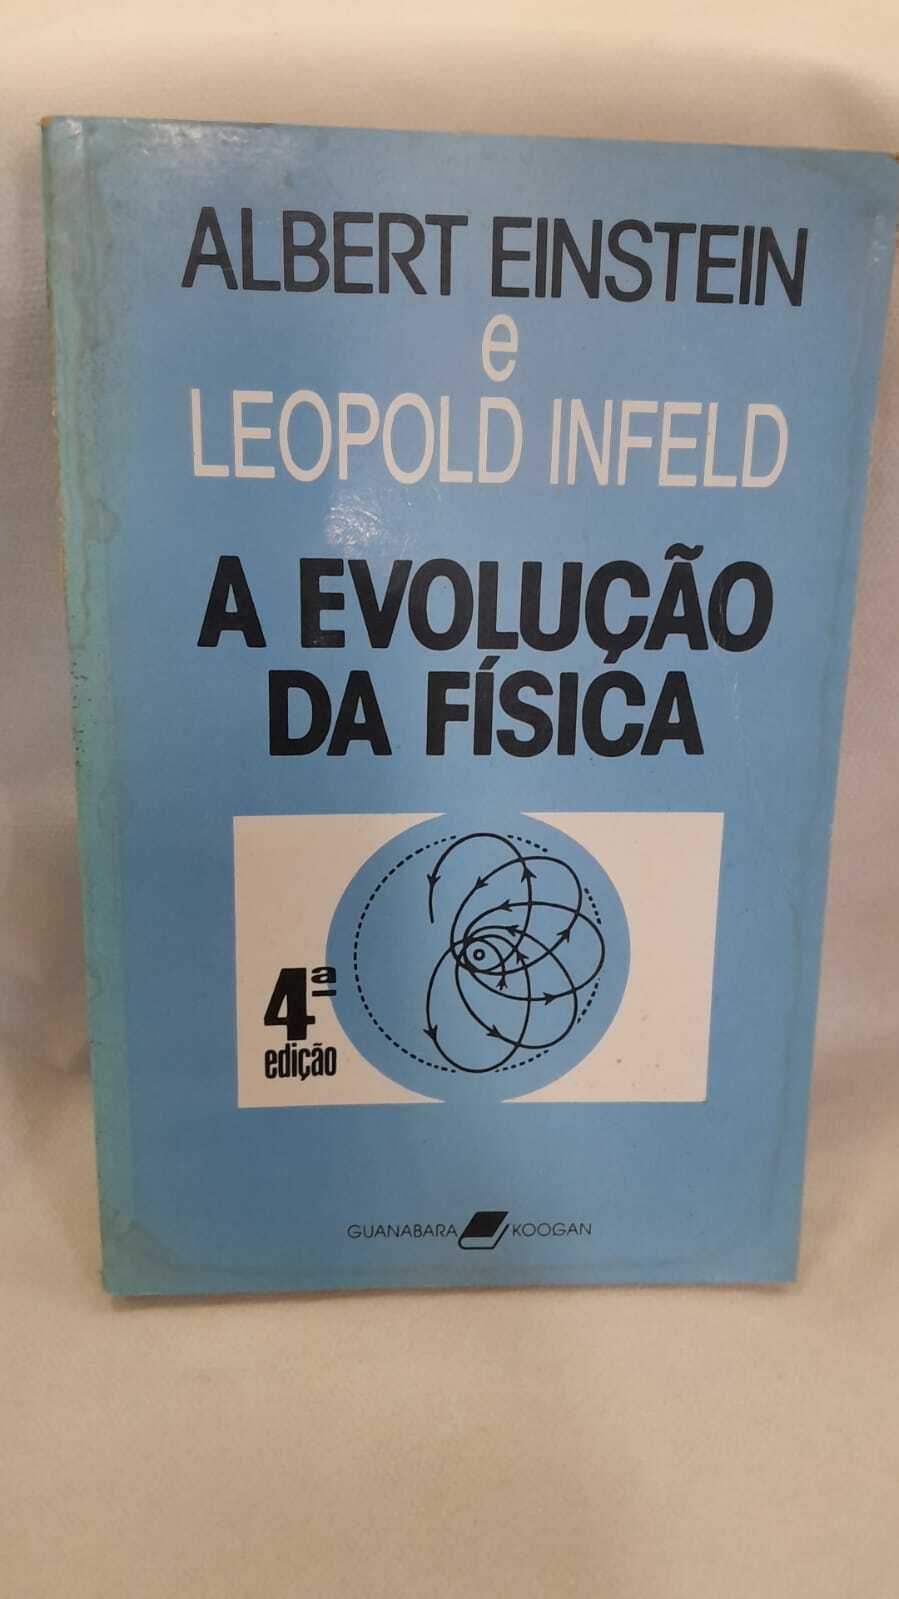 ALBERT EINSTEIN
e
LEOPOLD INFELD
A EVOLUÇÃO
DA FÍSICA
4ª
edição
GUANABARA KOOGAN